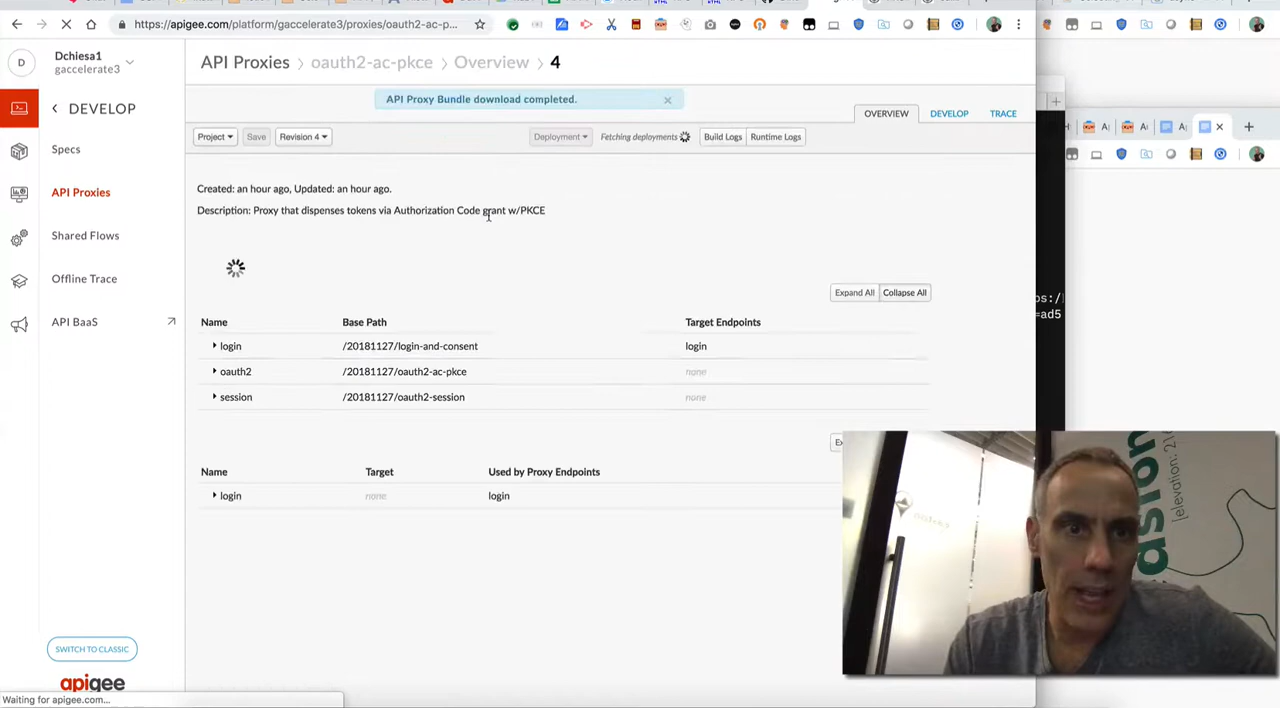 https://apigee.com/platform/gaccelerate3/proxies/oauth2-ac-p...
D
Dchiesa1
gaccelerate3
DEVELOP
Specs
API Proxies
Shared Flows
Offline Trace
API BaaS
SWITCH TO CLASSIC
apigee
Waiting for apigee.com...
API Proxies > oauth2-ac-pkce > Overview > 4
API Proxy Bundle download completed.
OVERVIEW DEVELOP TRACE
Project Save Revision 4 Deployment Fetching deployments Build Logs Runtime Logs
Created: an hour ago, Updated: an hour ago.
Description: Proxy that dispenses tokens via Authorization Code grant w/PKCE
Expand All Collapse All
Name Base Path Target Endpoints
login /20181127/login-and-consent login
oauth2 /20181127/oauth2-ac-pkce none
session /20181127/oauth2-session none
Name Target Used by Proxy Endpoints
login none login
ps:/
=ad5
[elevation: 216